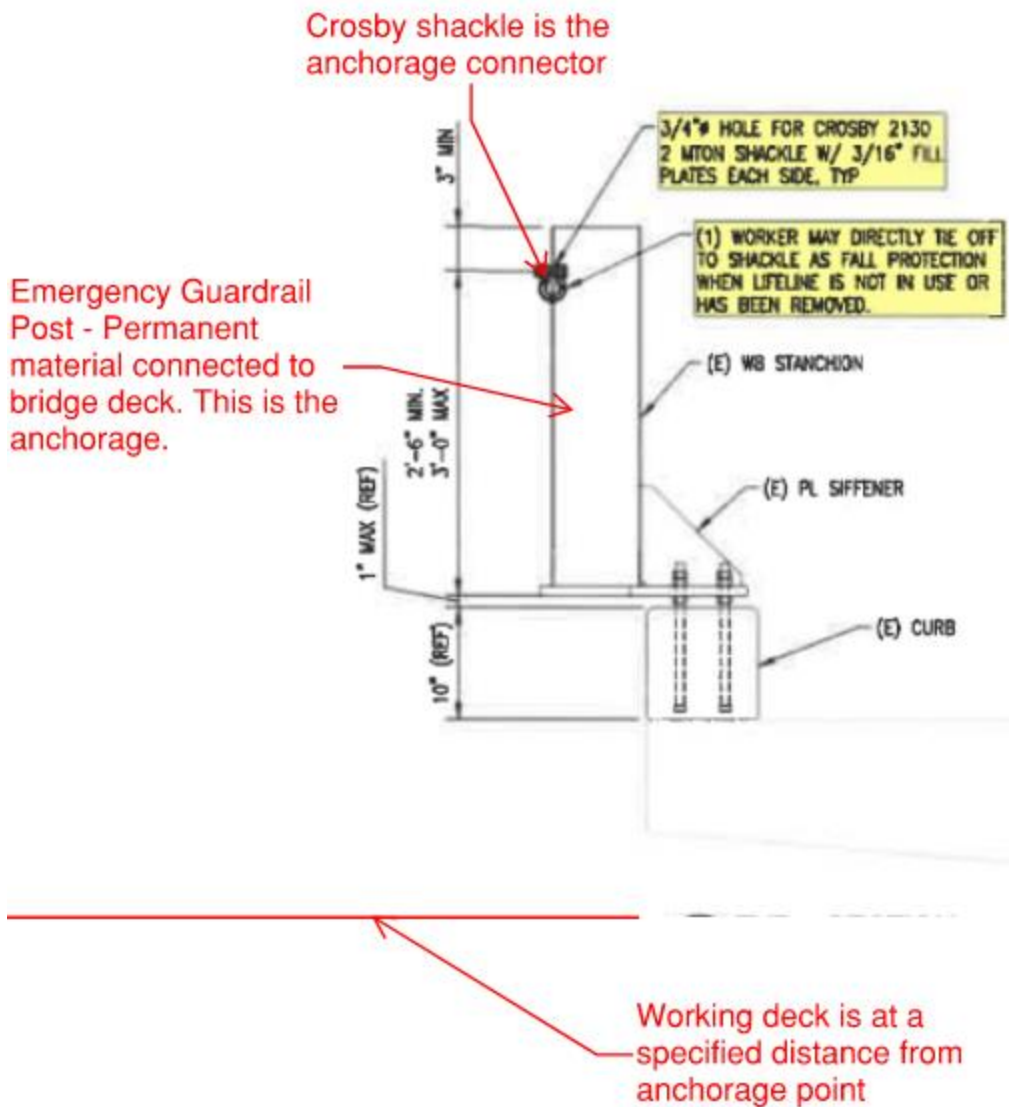 Crosby shackle is the
anchorage connector
3/4"ø HOLE FOR CROSBY 2130
2 MTON SHACKLE W/ 3/16" FILL
PLATES EACH SIDE, TYP
3" MIN
(1) WORKER MAY DIRECTLY TIE OFF
TO SHACKLE AS FALL PROTECTION
WHEN LIFELINE IS NOT IN USE OR
HAS BEEN REMOVED.
Emergency Guardrail
Post - Permanent
material connected to
bridge deck. This is the
anchorage.
(E) W8 STANCHION
2'-6" MIN.
3'-0" MAX
(E) PL SIFFENER
1" MAX (REF)
(E) CURB
10" (REF)
Working deck is at a
specified distance from
anchorage point